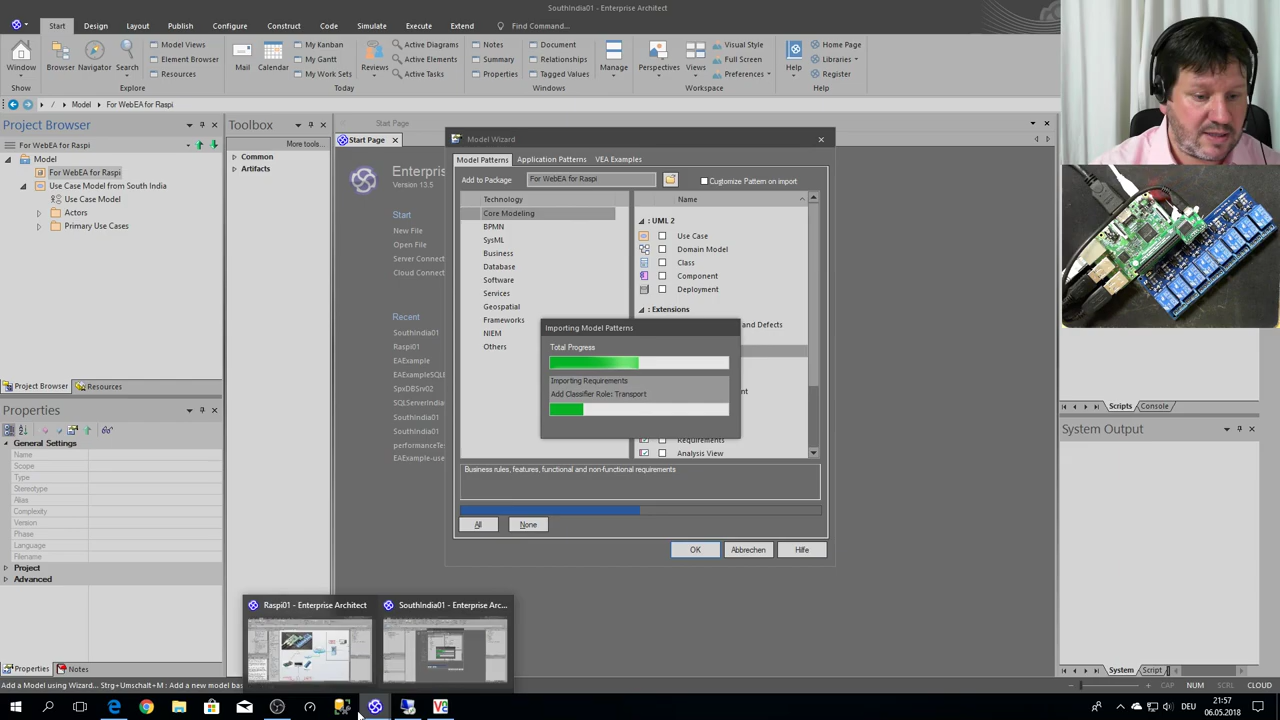 SouthIndia01 - Enterprise Architect
Start Design Layout Publish Configure Construct Code Simulate Execute Extend Find Command...
Window Browser Navigator Search Model Views Element Browser Resources Mail Calendar My Kanban My Gantt My Work Sets Reviews Active Diagrams Active Elements Active Tasks Notes Summary Properties Document Relationships Tagged Values Manage Perspectives Views Visual Style Full Screen Preferences Help Home Page Libraries Register
Show Explore Today Windows Workspace Help
/ Model For WebEA for Raspi
Project Browser
For WebEA for Raspi
Model
For WebEA for Raspi
Use Case Model from South India
Use Case Model
Actors
Primary Use Cases
Project Browser Resources
Properties
General Settings
Name
Scope
Type
Stereotype
Alias
Complexity
Version
Phase
Language
Filename
Project
Advanced
Properties Notes
Toolbox
More tools...
Common
Artifacts
Start Page
Start Page
Enterpris
Version 13.5
Start
New File
Open File
Server Connect
Cloud Connect
Recent
SouthIndia01
Raspi01
EAExample
EAExampleSQL
SpxDBSrv02
SQLServerIndia
Southindia01
Southindia01
performanceTes
EAExample-use
Model Wizard
Model Patterns Application Patterns VEA Examples
Add to Package For WebEA for Raspi Customize Pattern on import
Technology
Core Modeling
BPMN
SysML
Business
Database
Software
Services
Geospatial
Frameworks
NIEM
Others
Name
: UML 2
Use Case
Domain Model
Class
Component
Deployment
: Extensions
and Defects
Requirements
Analysis View
Importing Model Patterns
Total Progress
Importing Requirements
Add Classifier Role: Transport
Business rules, features, functional and non-functional requirements
All None
OK Abbrechen Hilfe
Scripts Console
System Output
System Script
Raspi01 - Enterprise Architect SouthIndia01 - Enterprise Arc...
Add a Model using Wizard... Strg+Umschalt+M : Add a new model bas
CAP NUM SCRL CLOUD
DEU
21:57
06.05.2018